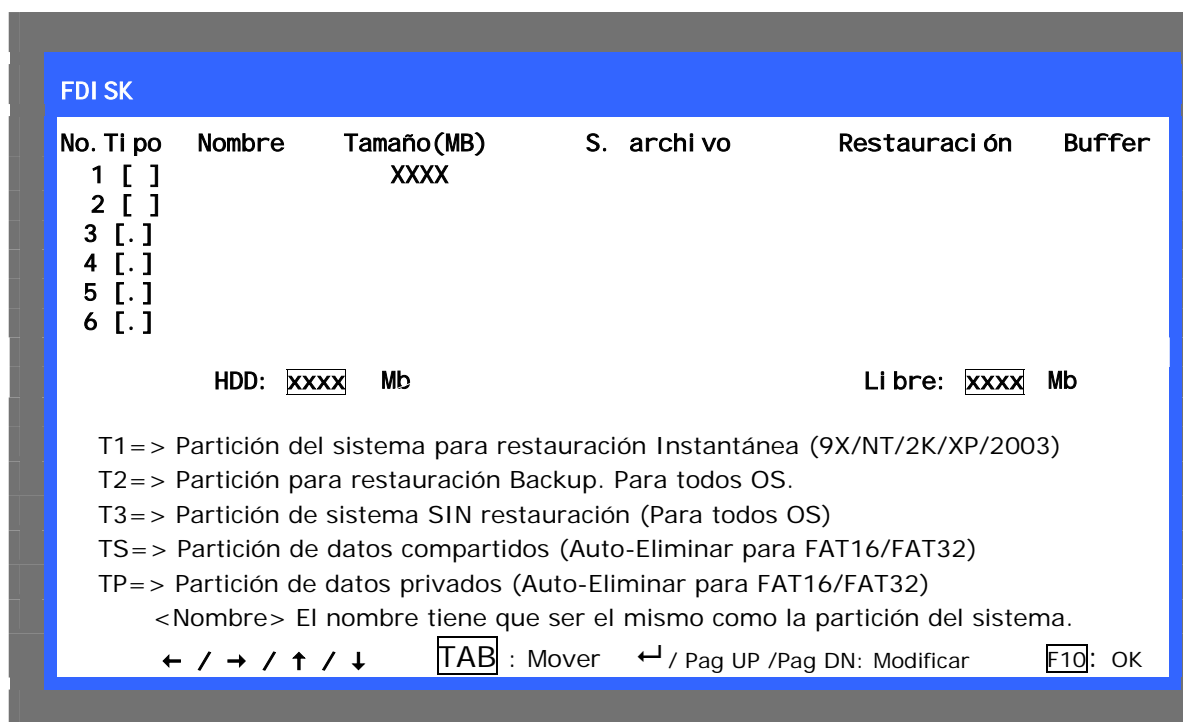 FDISK
No. Tipo Nombre Tamaño(MB) S. archivo Restauración Buffer
1 [ ] XXXX
2 [ ]
3 [.]
4 [.]
5 [.]
6 [.]
HDD: xxxx Mb Libre: xxxx Mb
T1=> Partición del sistema para restauración Instantánea (9X/NT/2K/XP/2003)
T2=> Partición para restauración Backup. Para todos OS.
T3=> Partición de sistema SIN restauración (Para todos OS)
TS=> Partición de datos compartidos (Auto-Eliminar para FAT16/FAT32)
TP=> Partición de datos privados (Auto-Eliminar para FAT16/FAT32)
<Nombre> El nombre tiene que ser el mismo como la partición del sistema.
← / → / ↑ / ↓ TAB : Mover ↵ / Pag UP /Pag DN: Modificar F10: OK